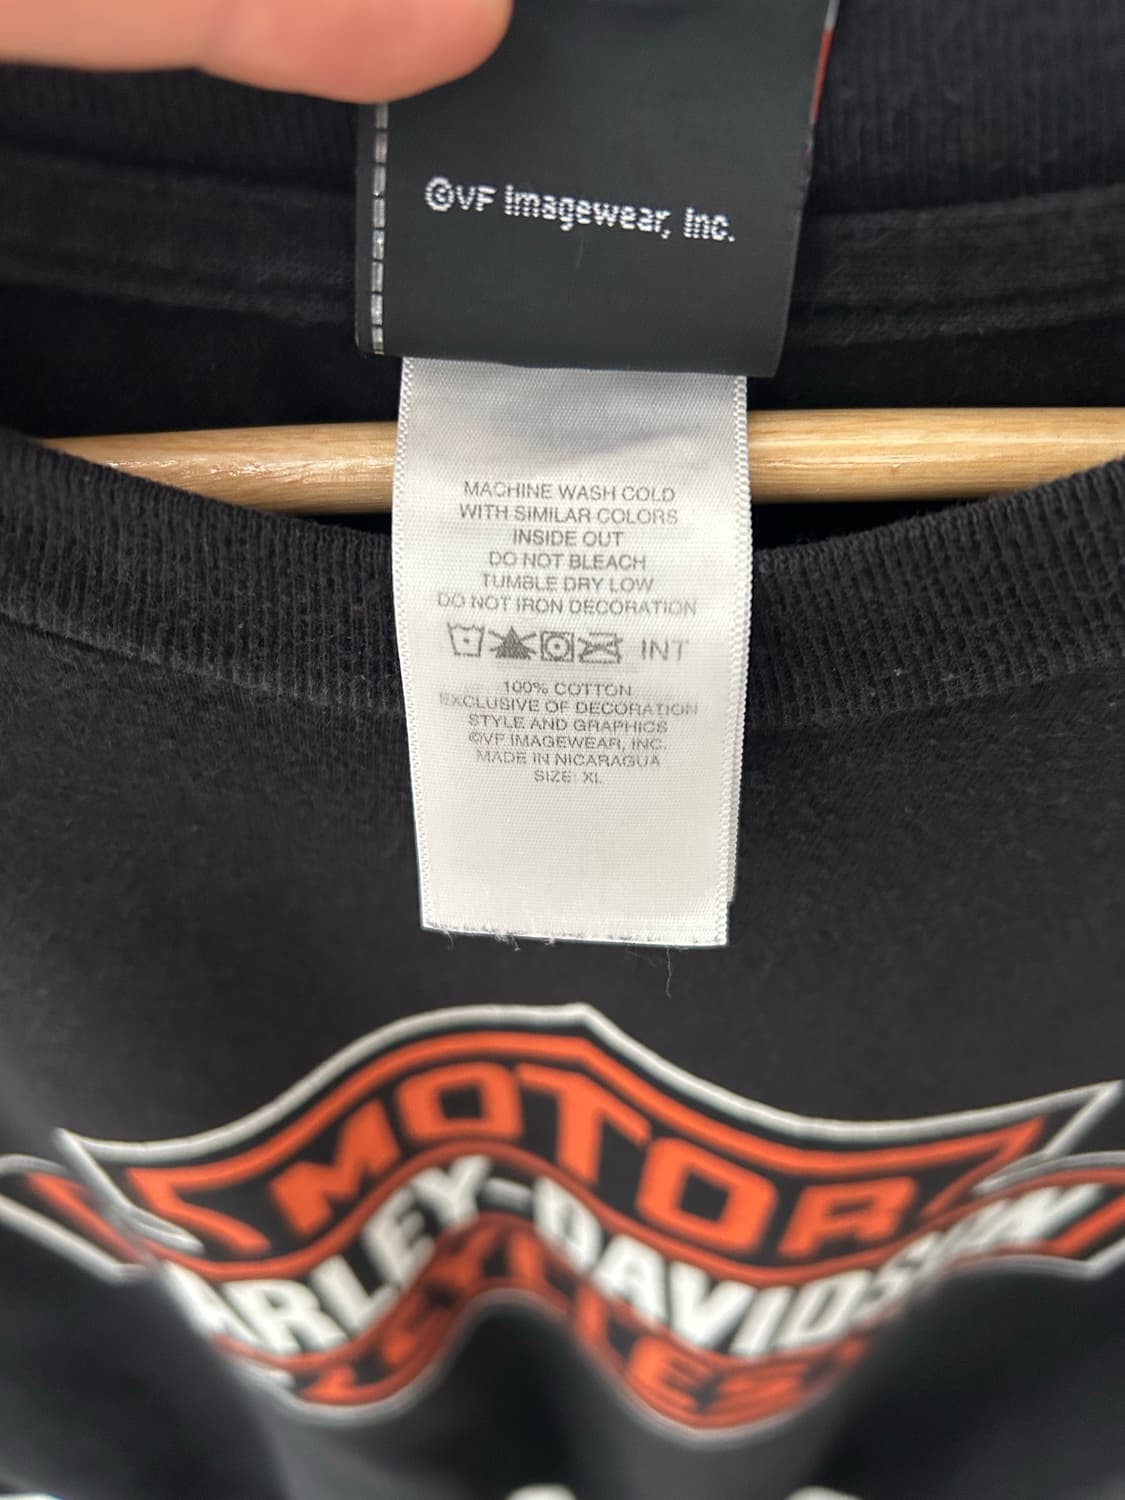 ©VF Imagewear, Inc.
MACHINE WASH COLD
WITH SIMILAR COLORS
INSIDE OUT
DO NOT BLEACH
TUMBLE DRY LOW
DO NOT IRON DECORATION
INT
100% COTTON
EXCLUSIVE OF DECORATION
STYLE AND GRAPHICS
©VF IMAGEWEAR, INC.
MADE IN NICARAGUA
SIZE: XL
MOTOR
HARLEY-DAVIDSON
CYCLES